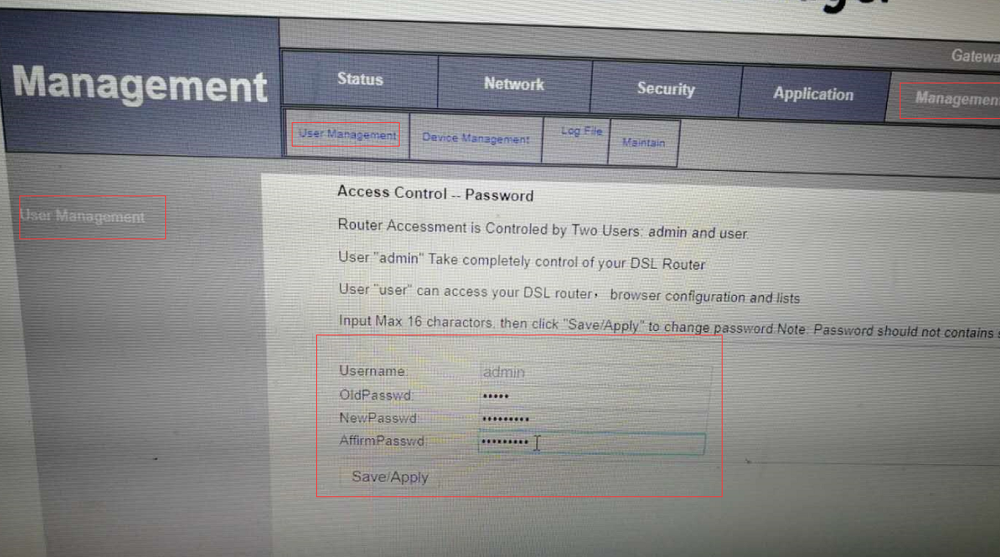 Gatewa
Management
Status
Network
Security
Application
Management
User Management
Device Management
Log File
Maintain
User Management
Access Control -- Password
Router Accessment is Controled by Two Users: admin and user.
User "admin" Take completely control of your DSL Router
User "user" can access your DSL router， browser configuration and lists
Input Max 16 charactors, then click "Save/Apply" to change password.Note: Password should not contains s
Username: admin
OldPasswd: •••••
NewPasswd: •••••••••
AffirmPasswd: •••••••••
Save/Apply